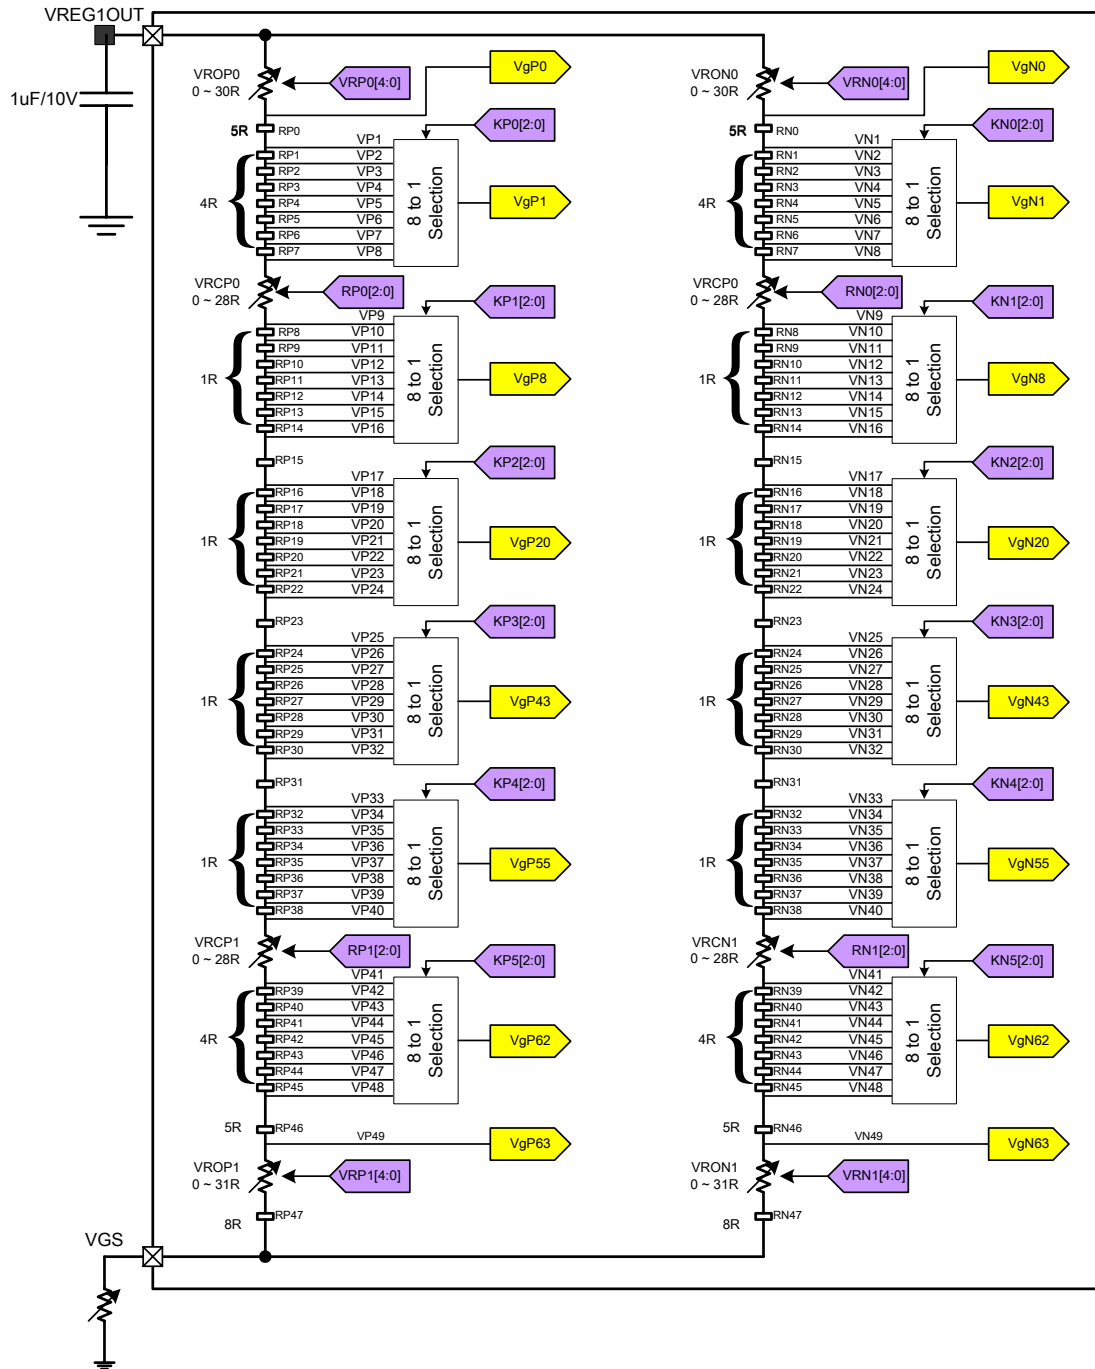 VREG1OUT
1uF/10V
VROP0
0 ~ 30R
VRP0[4:0]
VgP0
5R
RP0
KP0[2:0]
VP1
RP1
VP2
RP2
VP3
RP3
VP4
4R
RP4
VP5
RP5
VP6
RP6
VP7
RP7
VP8
8 to 1
Selection
VgP1
VRCP0
0 ~ 28R
RP0[2:0]
KP1[2:0]
VP9
RP8
VP10
RP9
VP11
RP10
VP12
1R
RP11
VP13
RP12
VP14
RP13
VP15
RP14
VP16
8 to 1
Selection
VgP8
RP15
KP2[2:0]
VP17
RP16
VP18
RP17
VP19
RP18
VP20
1R
RP19
VP21
RP20
VP22
RP21
VP23
RP22
VP24
8 to 1
Selection
VgP20
RP23
KP3[2:0]
VP25
RP24
VP26
RP25
VP27
RP26
VP28
1R
RP27
VP29
RP28
VP30
RP29
VP31
RP30
VP32
8 to 1
Selection
VgP43
RP31
KP4[2:0]
VP33
RP32
VP34
RP33
VP35
RP34
VP36
1R
RP35
VP37
RP36
VP38
RP37
VP39
RP38
VP40
8 to 1
Selection
VgP55
VRCP1
0 ~ 28R
RP1[2:0]
KP5[2:0]
VP41
RP39
VP42
RP40
VP43
RP41
VP44
4R
RP42
VP45
RP43
VP46
RP44
VP47
RP45
VP48
8 to 1
Selection
VgP62
5R
RP46
VP49
VgP63
VROP1
0 ~ 31R
VRP1[4:0]
8R
RP47
VGS
VRON0
0 ~ 30R
VRN0[4:0]
VgN0
5R
RN0
KN0[2:0]
VN1
RN1
VN2
RN2
VN3
RN3
VN4
4R
RN4
VN5
RN5
VN6
RN6
VN7
RN7
VN8
8 to 1
Selection
VgN1
VRCP0
0 ~ 28R
RN0[2:0]
KN1[2:0]
VN9
RN8
VN10
RN9
VN11
RN10
VN12
1R
RN11
VN13
RN12
VN14
RN13
VN15
RN14
VN16
8 to 1
Selection
VgN8
RN15
KN2[2:0]
VN17
RN16
VN18
RN17
VN19
RN18
VN20
1R
RN19
VN21
RN20
VN22
RN21
VN23
RN22
VN24
8 to 1
Selection
VgN20
RN23
KN3[2:0]
VN25
RN24
VN26
RN25
VN27
RN26
VN28
1R
RN27
VN29
RN28
VN30
RN29
VN31
RN30
VN32
8 to 1
Selection
VgN43
RN31
KN4[2:0]
VN33
RN32
VN34
RN33
VN35
RN34
VN36
1R
RN35
VN37
RN36
VN38
RN37
VN39
RN38
VN40
8 to 1
Selection
VgN55
VRCN1
0 ~ 28R
RN1[2:0]
KN5[2:0]
VN41
RN39
VN42
RN40
VN43
RN41
VN44
4R
RN42
VN45
RN43
VN46
RN44
VN47
RN45
VN48
8 to 1
Selection
VgN62
5R
RN46
VN49
VgN63
VRON1
0 ~ 31R
VRN1[4:0]
8R
RN47